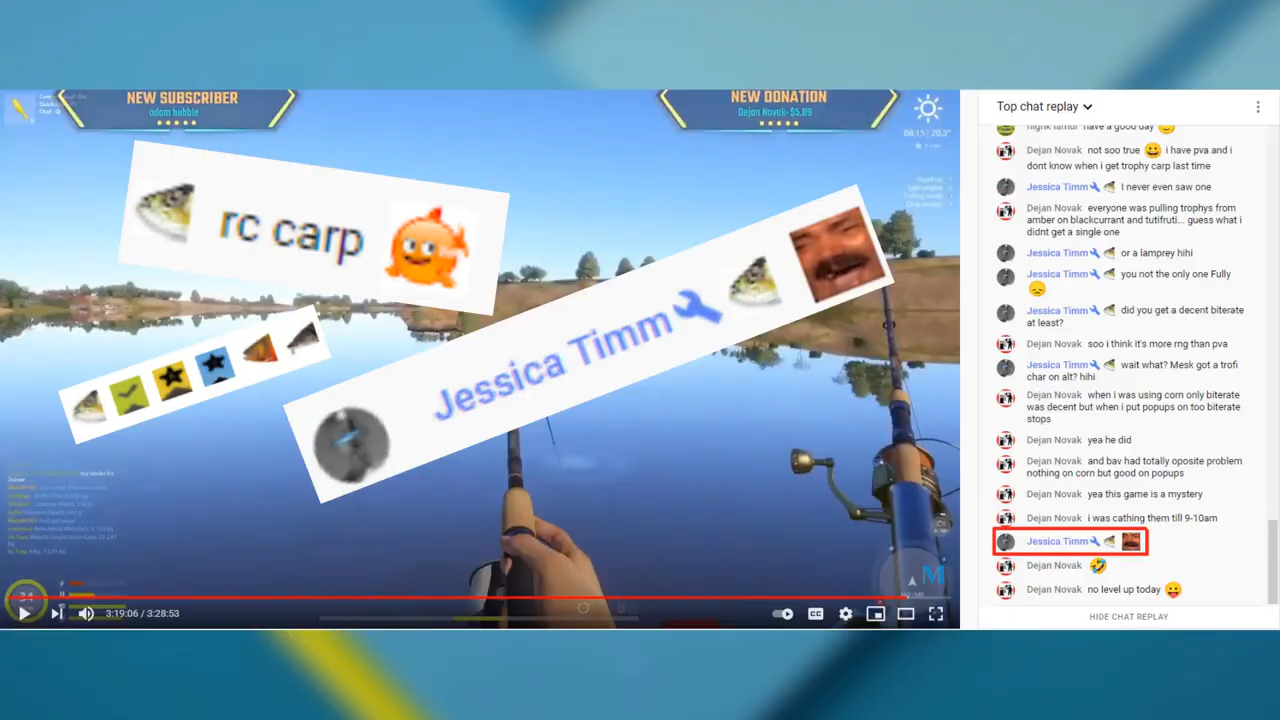 NEW SUBSCRIBER
adam hubble
NEW DONATION
Dejan Novak- $5.69
08:15 | 20.3°
rc carp
Jessica Timm
3:19:06 / 3:28:53
Top chat replay
have a good day
Dejan Novak not soo true i have pva and i
dont know when i get trophy carp last time
Jessica Timm I never even saw one
Dejan Novak everyone was pulling trophys from
amber on blackcurrant and tutifruti... guess what i
didnt get a single one
Jessica Timm or a lamprey hihi
Jessica Timm you not the only one Fully
Jessica Timm did you get a decent biterate
at least?
Dejan Novak soo i think it's more rng than pva
Jessica Timm wait what? Mesk got a trofi
char on alt? hihi
Dejan Novak when i was using corn only biterate
was decent but when i put popups on too biterate
stops
Dejan Novak yea he did
Dejan Novak and bav had totally opposite problem
nothing on corn but good on popups
Dejan Novak yea this game is a mystery
Dejan Novak i was cathing them till 9-10am
Jessica Timm
Dejan Novak
Dejan Novak no level up today
HIDE CHAT REPLAY